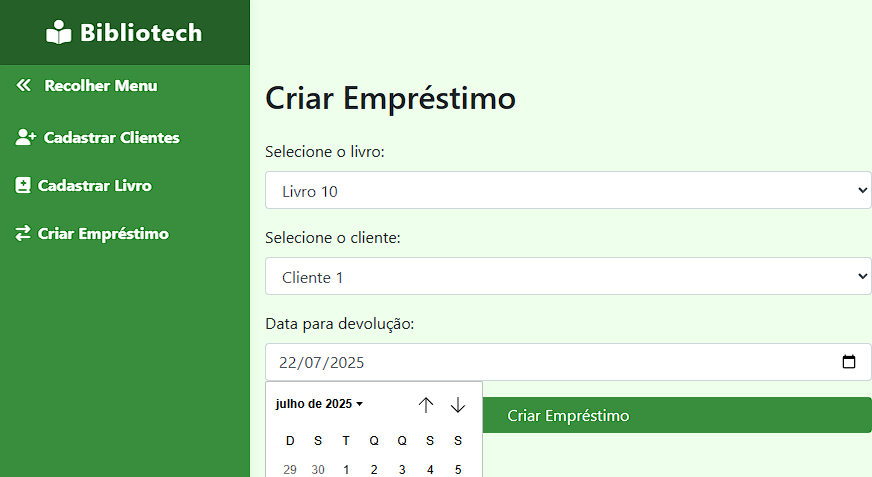 Bibliotech
Recolher Menu
Cadastrar Clientes
Cadastrar Livro
Criar Empréstimo
Criar Empréstimo
Selecione o livro:
Livro 10
Selecione o cliente:
Cliente 1
Data para devolução:
22/07/2025
julho de 2025
D S T Q Q S S
29 30 1 2 3 4 5
Criar Empréstimo